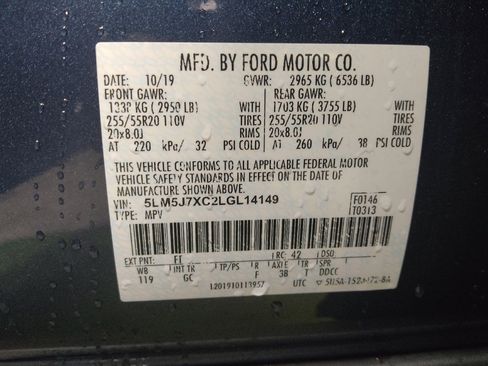 MFD. BY FORD MOTOR CO.
DATE: 10/19 GVWR: 2965 KG ( 6536 LB)
FRONT GAWR: REAR GAWR:
1338 KG ( 2950 LB) WITH 1703 KG ( 3755 LB) WITH
255/55R20 110V TIRES 255/55R20 110V TIRES
20x8.0J RIMS 20x8.0J RIMS
AT 220 kPa/ 32 PSI COLD AT 260 kPa/ 38 PSI COLD
THIS VEHICLE CONFORMS TO ALL APPLICABLE FEDERAL MOTOR
VEHICLE SAFETY STANDARDS IN EFFECT ON THE DATE OF
MANUFACTURE SHOWN ABOVE.
VIN: 5LM5J7XC2LGL14149 F0146
TYPE: MPV T0313
EXT PNT: FT RC: 42 DSO
WB INT TR TP/PS R AXLE TR SPR
119 GC F 3B T DDCC
1201910113957 UTC